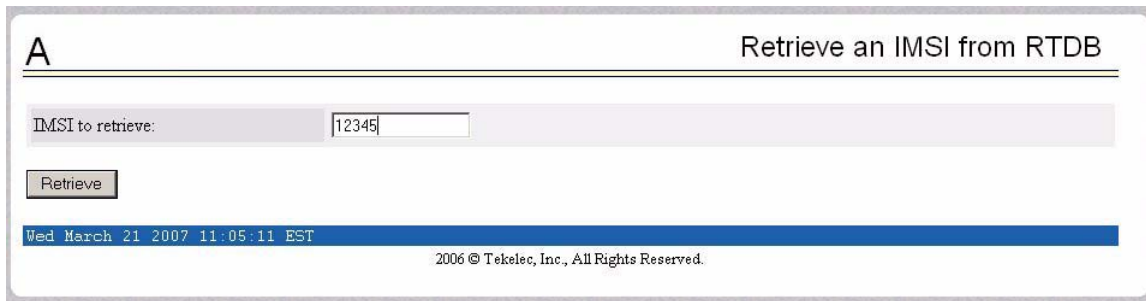 A
Retrieve an IMSI from RTDB
IMSI to retrieve:
12345
Retrieve
Wed March 21 2007 11:05:11 EST
2006 © Tekelec, Inc., All Rights Reserved.